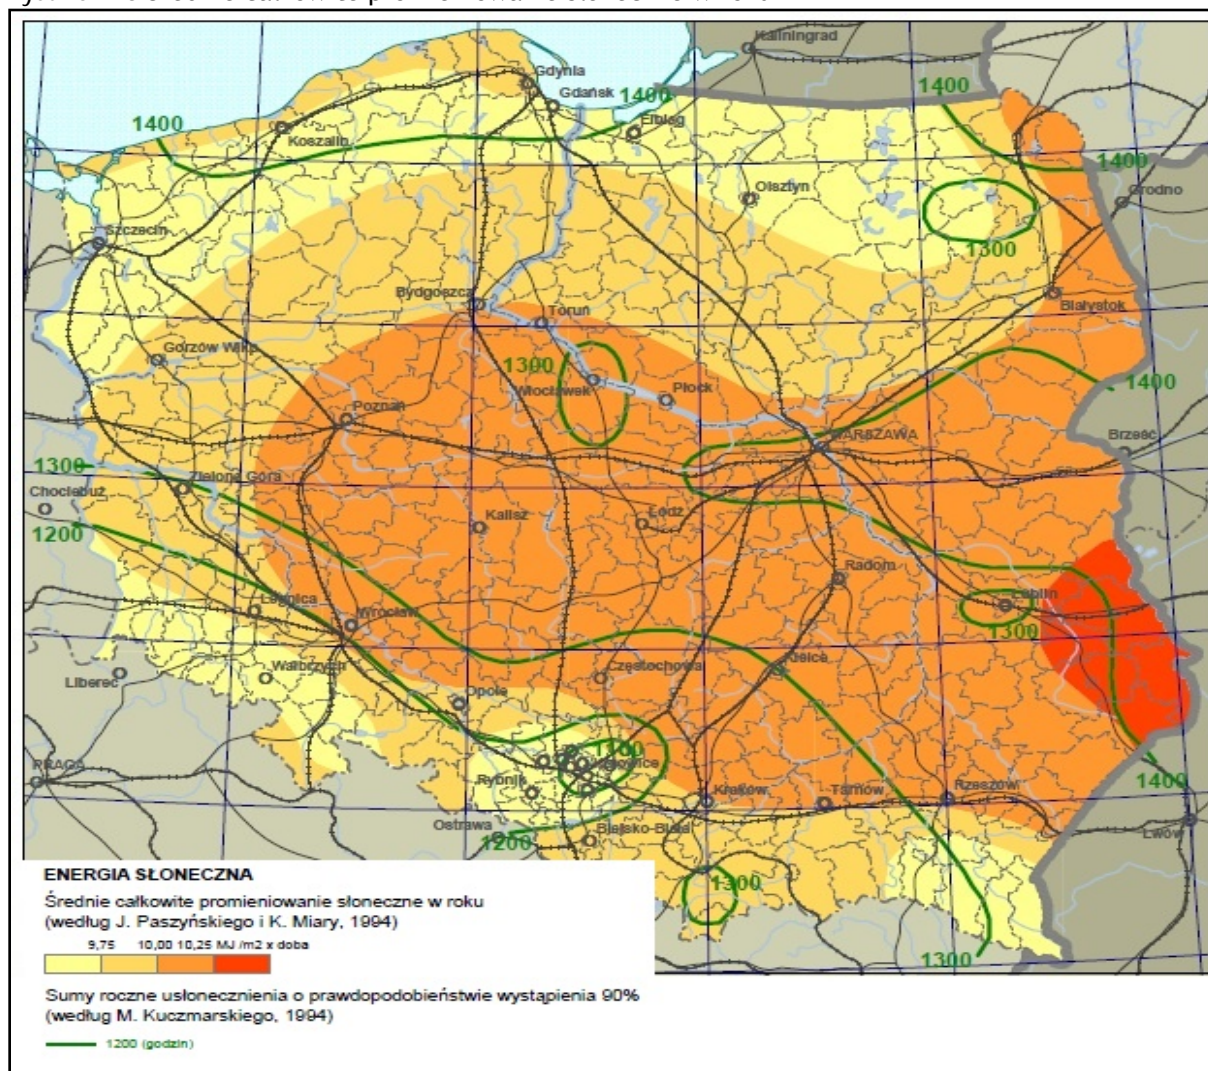 Kaliningrad
Gdynia
Gdańsk
1400
1400
1400
Elbląg
Koszalin
1400
Grodno
Olsztyn
Szczecin
1300
Białystok
Bydgoszcz
Toruń
Gorzów Wlkp.
1300
Włocławek
Płock
1400
Poznań
WARSZAWA
Brześć
1300
Zielona Góra
Chociebuż
1200
Kalisz
Łódź
Radom
Legnica
Wrocław
Lublin
1300
Wałbrzych
Liberec
Częstochowa
Kielce
Opole
1100
Katowice
PRAGA
Rybnik
1400
Kraków
Tarnów
Rzeszów
Lwów
Ostrawa
1200
Bielsko-Biała
1300
1300
ENERGIA SŁONECZNA
Średnie całkowite promieniowanie słoneczne w roku
(według J. Paszyńskiego i K. Miary, 1994)
9,75 10,00 10,25 MJ /m2 x doba
Sumy roczne usłonecznienia o prawdopodobieństwie wystąpienia 90%
(według M. Kuczmarskiego, 1994)
1200 (godzin)